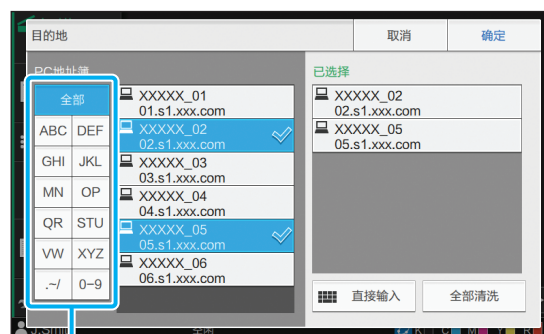 目的地
取消
确定
PC地址簿
已选择
全部
ABC DEF
GHI JKL
MN OP
QR STU
VW XYZ
.~/ 0–9
XXXXX_01
01.s1.xxx.com
XXXXX_02
02.s1.xxx.com
XXXXX_03
03.s1.xxx.com
XXXXX_04
04.s1.xxx.com
XXXXX_05
05.s1.xxx.com
XXXXX_06
06.s1.xxx.com
XXXXX_02
02.s1.xxx.com
XXXXX_05
05.s1.xxx.com
直接输入
全部清洗
J.Smith
空闲
K C M Y R